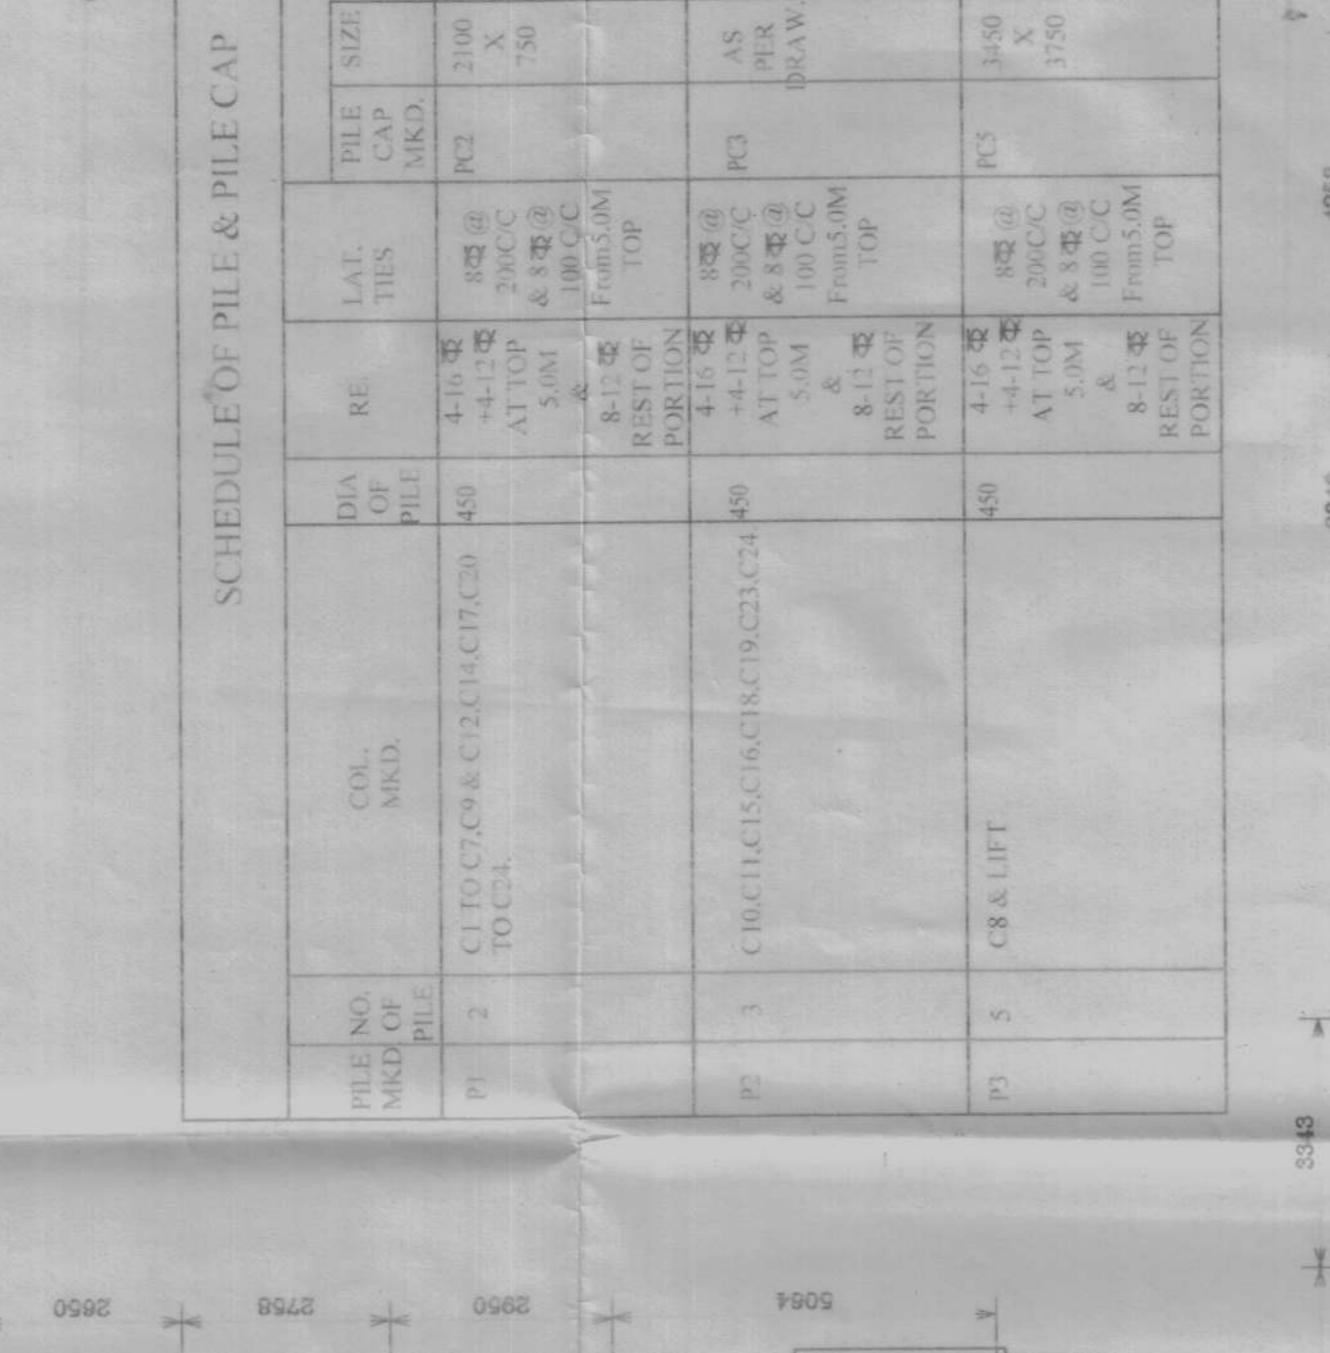 SCHEDULE OF PILE & PILE CAP
PILE MKD.
NO. OF PILE
COL. MKD.
DIA OF PILE
RE.
LAT. TIES
PILE CAP MKD.
SIZE
P1
2
C1 TO C7,C9 & C12,C14,C17,C20
TO C24.
450
4-16
+4-12
AT TOP
5.0M
&
8-12
REST OF
PORTION
8 @
200C/C
& 8 @
100 C/C
From5.0M
TOP
PC2
2100
X
750
P2
3
C10,C11,C15,C16,C18,C19,C23,C24.
450
4-16
+4-12
AT TOP
5.0M
&
8-12
REST OF
PORTION
8 @
200C/C
& 8 @
100 C/C
From5.0M
TOP
PC3
AS
PER
DRAW.
P3
5
C8 & LIFT
450
4-16
+4-12
AT TOP
5.0M
&
8-12
REST OF
PORTION
8 @
200C/C
& 8 @
100 C/C
From5.0M
TOP
PC5
3450
X
3750
3343
2650
2758
2950
5064